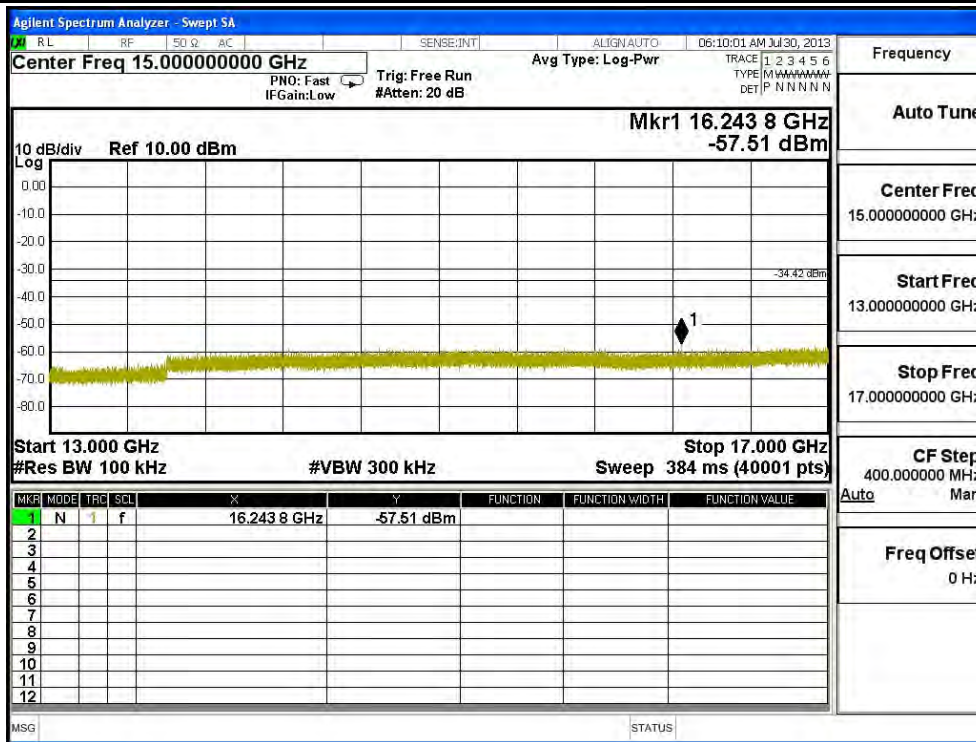 Agilent Spectrum Analyzer - Swept SA
RL RF 50 Ω AC SENSE:INT ALIGN AUTO 06:10:01 AM Jul 30, 2013
Center Freq 15.000000000 GHz
PNO: Fast
IFGain:Low
Trig: Free Run
#Atten: 20 dB
Avg Type: Log-Pwr
TRACE 1 2 3 4 5 6
TYPE M
DET P N N N N N
Mkr1 16.243 8 GHz
-57.51 dBm
10 dB/div Ref 10.00 dBm
Log
0.00
-10.0
-20.0
-30.0
-34.42 dBm
-40.0
-50.0
1
-60.0
-70.0
-80.0
Start 13.000 GHz Stop 17.000 GHz
#Res BW 100 kHz #VBW 300 kHz Sweep 384 ms (40001 pts)
MKR MODE TRC SCL X Y FUNCTION FUNCTION WIDTH FUNCTION VALUE
1 N 1 f 16.243 8 GHz -57.51 dBm
2
3
4
5
6
7
8
9
10
11
12
MSG STATUS
Frequency
Auto Tune
Center Freq
15.000000000 GHz
Start Freq
13.000000000 GHz
Stop Freq
17.000000000 GHz
CF Step
400.000000 MHz
Auto Man
Freq Offset
0 Hz